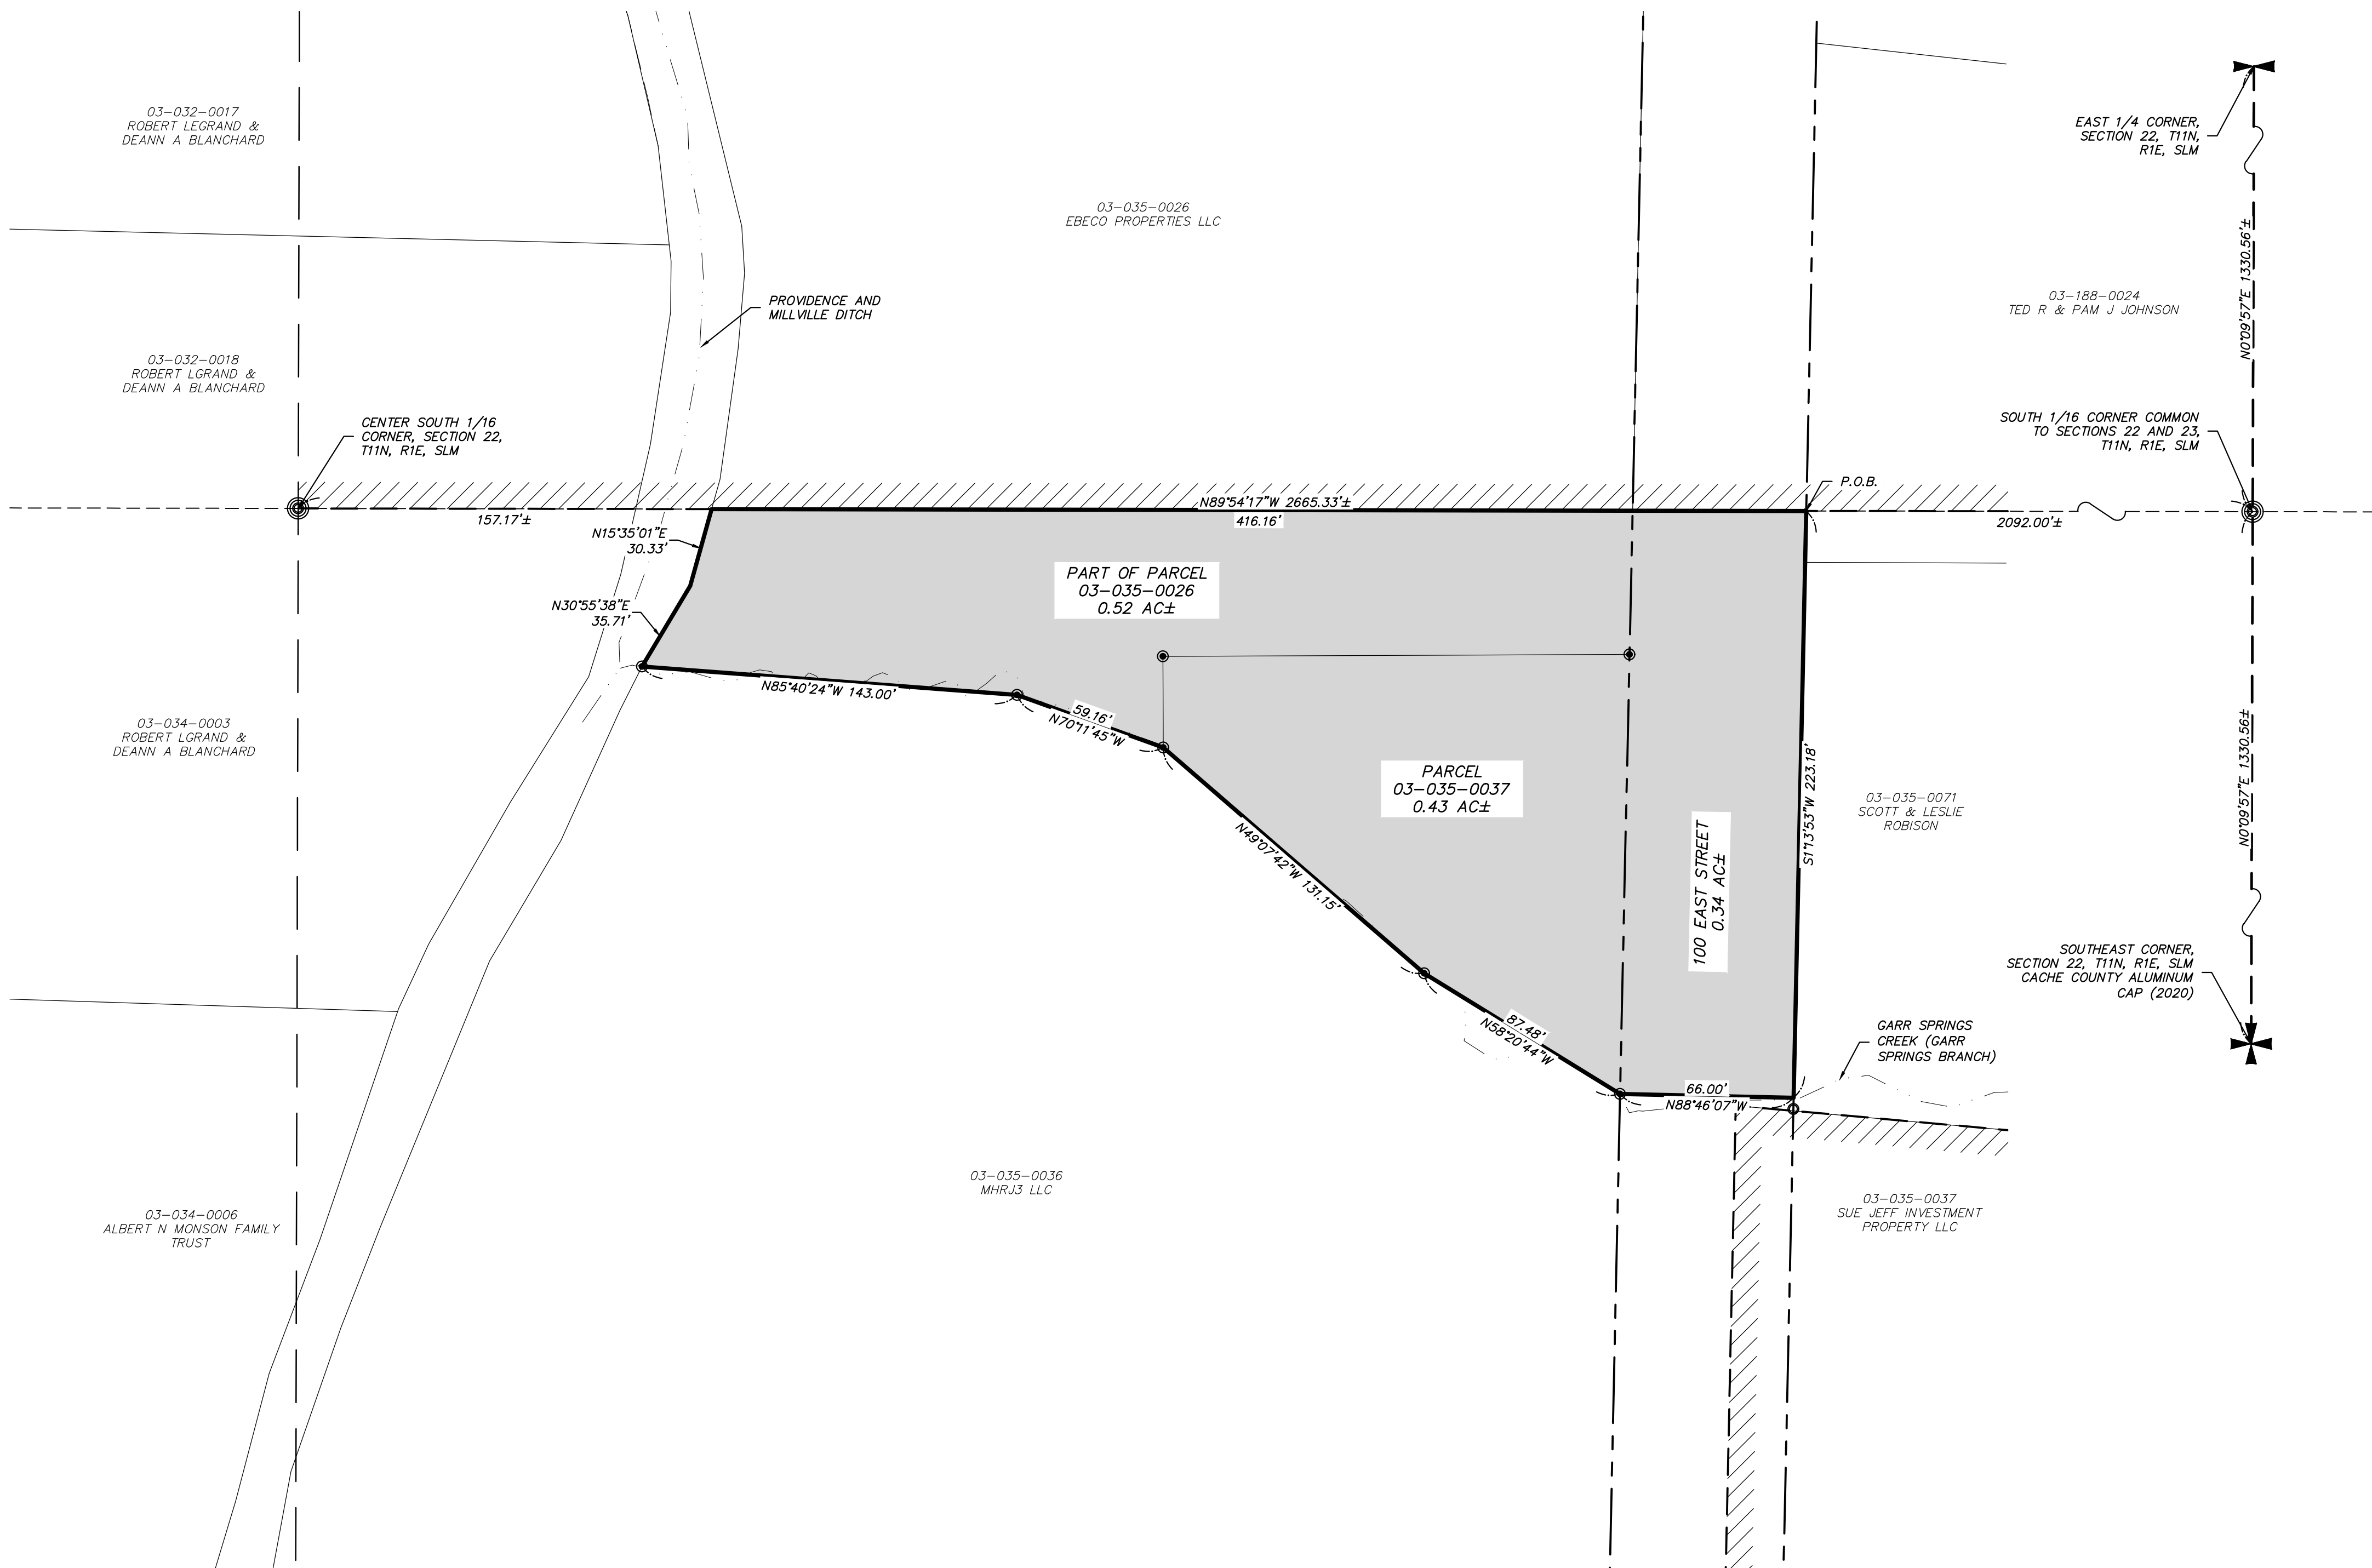 03-032-0017
ROBERT LEGRAND &
DEANN A BLANCHARD
EAST 1/4 CORNER,
SECTION 22, T11N,
R1E, SLM
03-035-0026
EBECO PROPERTIES LLC
N0°09'57"E 1330.56'±
PROVIDENCE AND
MILLVILLE DITCH
03-188-0024
TED R & PAM J JOHNSON
03-032-0018
ROBERT LGRAND &
DEANN A BLANCHARD
CENTER SOUTH 1/16
CORNER, SECTION 22,
T11N, R1E, SLM
SOUTH 1/16 CORNER COMMON
TO SECTIONS 22 AND 23,
T11N, R1E, SLM
P.O.B.
N89°54'17"W 2665.33'±
157.17'±
416.16'
2092.00'±
N15°35'01"E
30.33'
PART OF PARCEL
03-035-0026
0.52 AC±
N30°55'38"E
35.71'
N85°40'24"W 143.00'
59.16'
N70°11'45"W
03-034-0003
ROBERT LGRAND &
DEANN A BLANCHARD
PARCEL
03-035-0037
0.43 AC±
S1°13'53"W 223.18'
03-035-0071
SCOTT & LESLIE
ROBISON
N0°09'57"E 1330.56±
N49°07'42"W 131.15'
100 EAST STREET
0.34 AC±
SOUTHEAST CORNER,
SECTION 22, T11N, R1E, SLM
CACHE COUNTY ALUMINUM
CAP (2020)
87.48'
N58°20'44"W
GARR SPRINGS
CREEK (GARR
SPRINGS BRANCH)
66.00'
N88°46'07"W
03-035-0036
MHRJ3 LLC
03-035-0037
SUE JEFF INVESTMENT
PROPERTY LLC
03-034-0006
ALBERT N MONSON FAMILY
TRUST